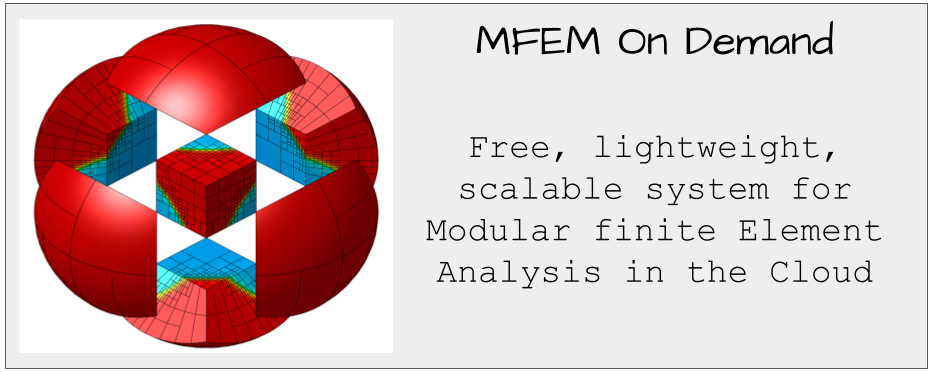 MFEM On Demand
Free, lightweight,
scalable system for
Modular finite Element
Analysis in the Cloud